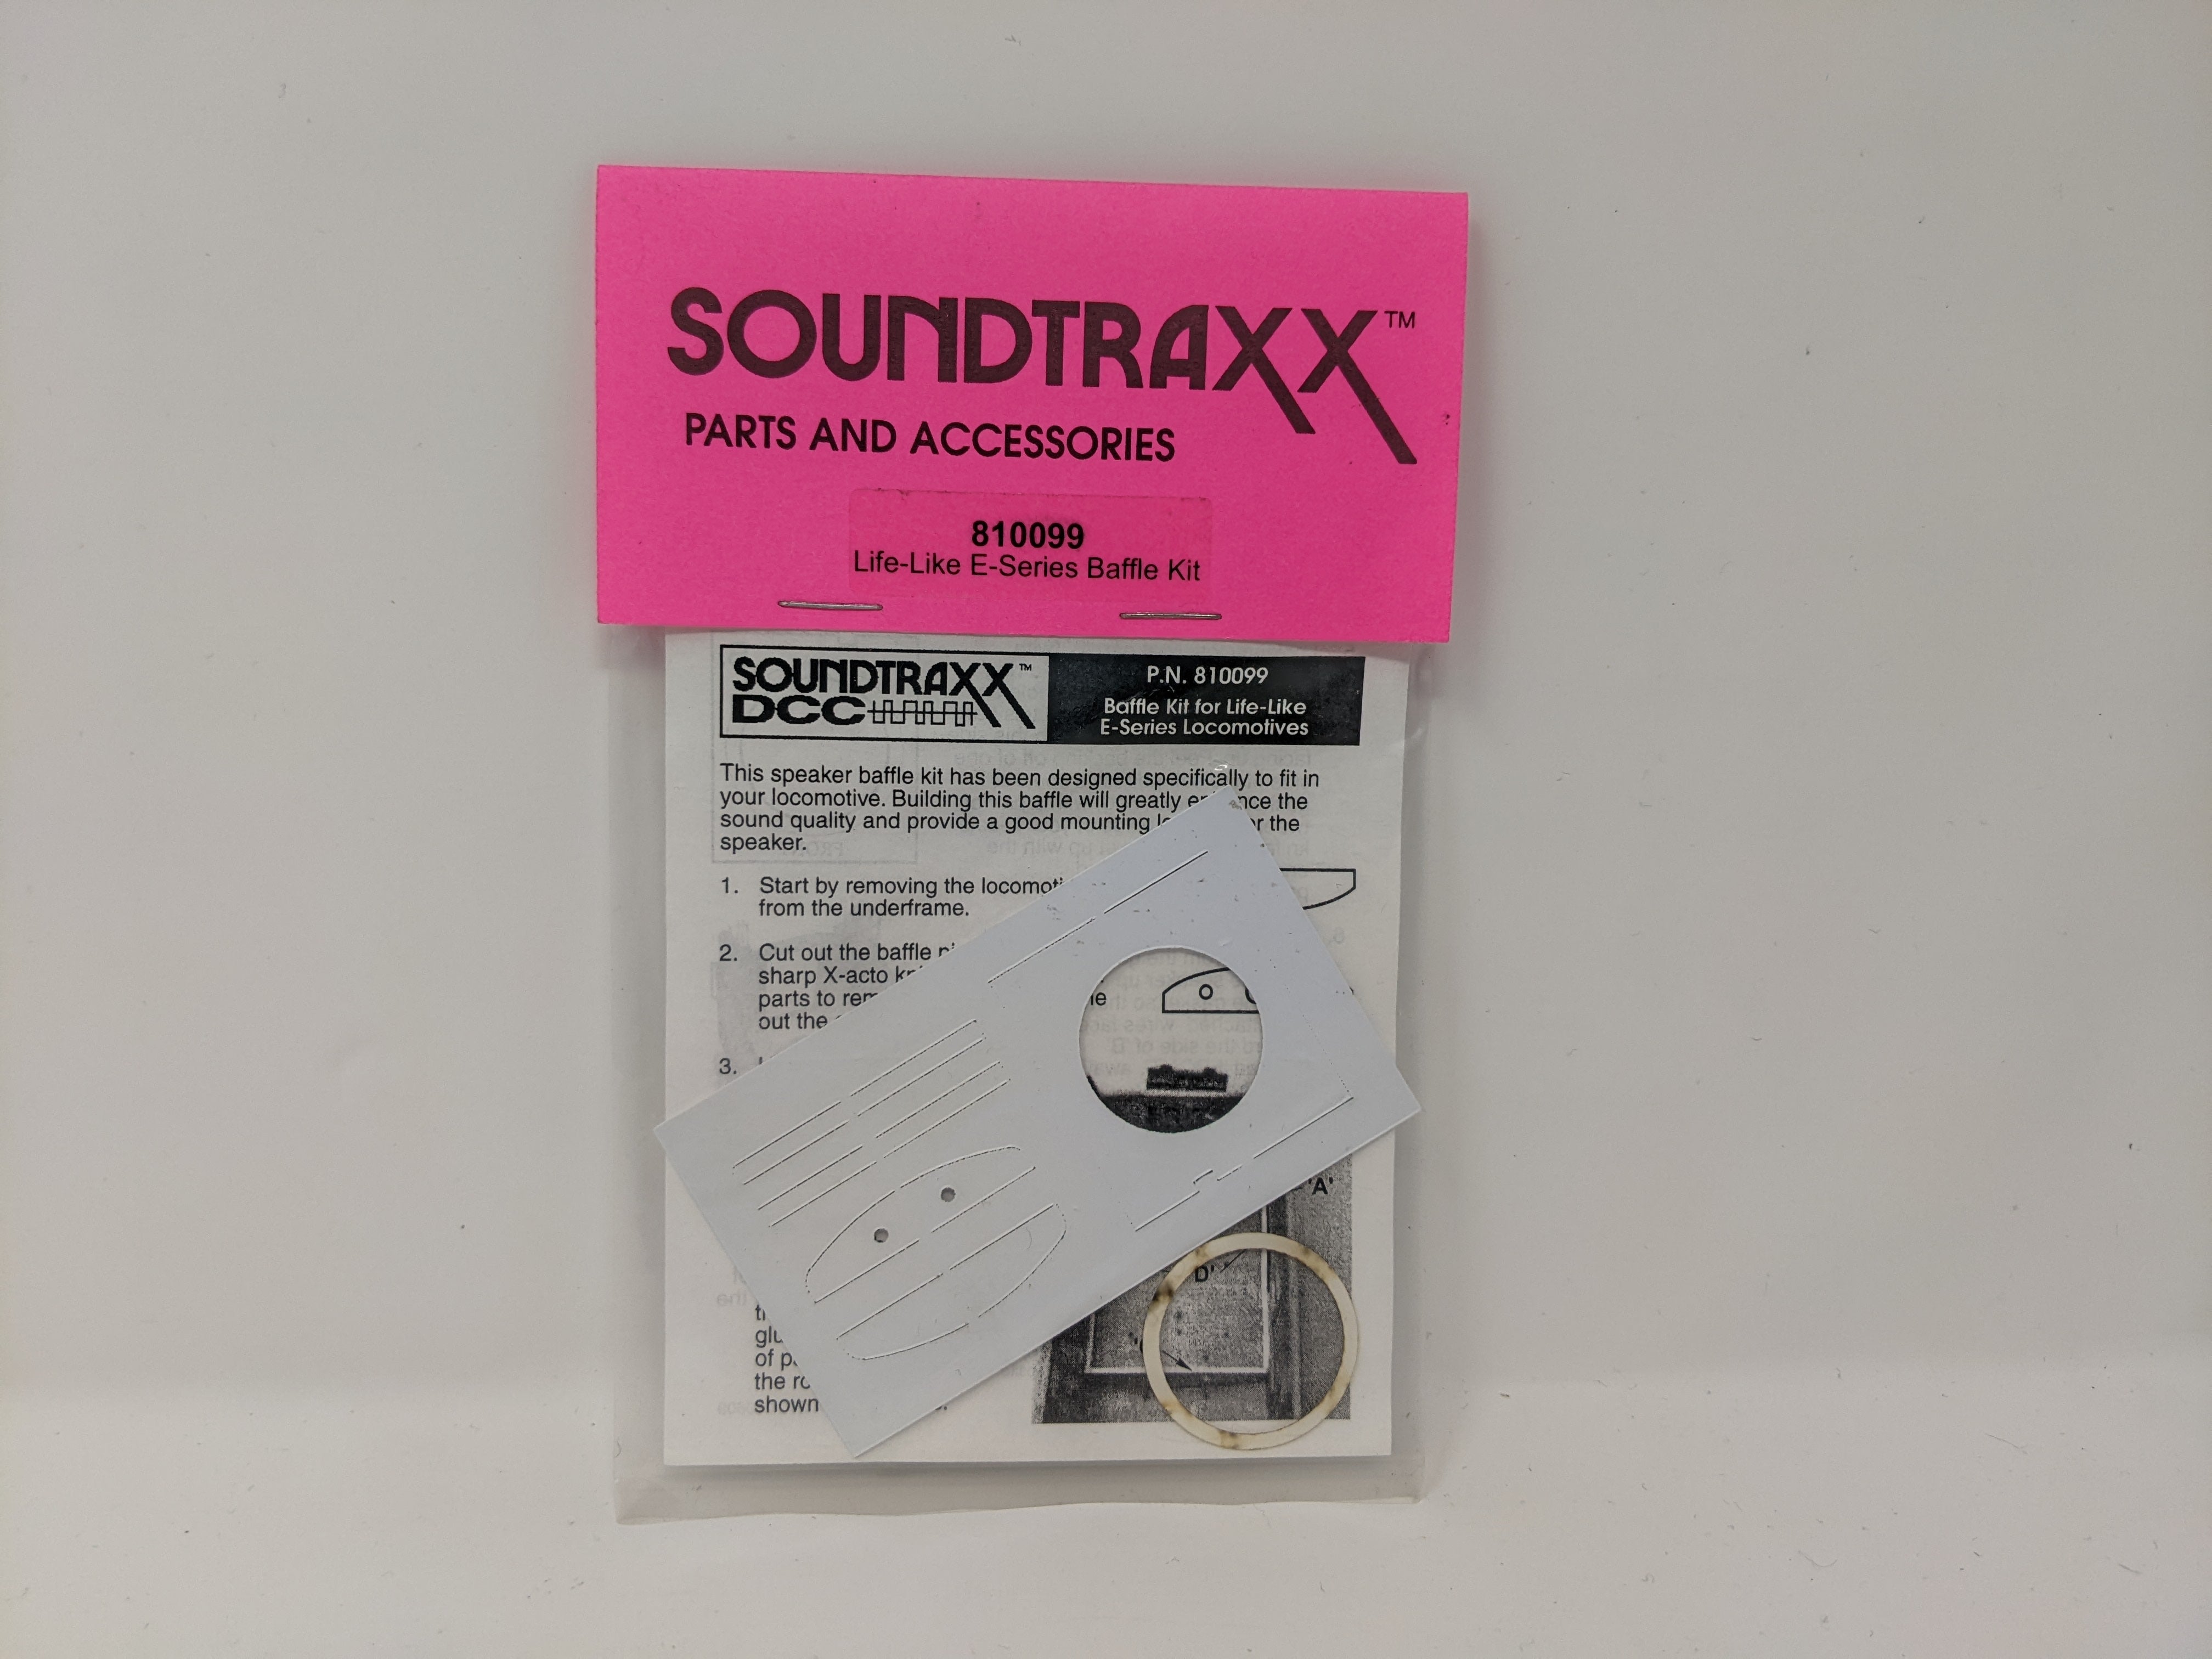 SOUNDTRAXX™
PARTS AND ACCESSORIES
810099
Life-Like E-Series Baffle Kit
SOUNDTRAXX™
DCC
P.N. 810099
Baffle Kit for Life-Like
E-Series Locomotives
This speaker baffle kit has been designed specifically to fit in
your locomotive. Building this baffle will greatly
sound quality and provide a good mounting the
speaker.
1. Start by removing the
from the underframe.
2. Cut out the baffle
sharp X-acto
parts to
out the
3.
'A'
D'
of
the
shown